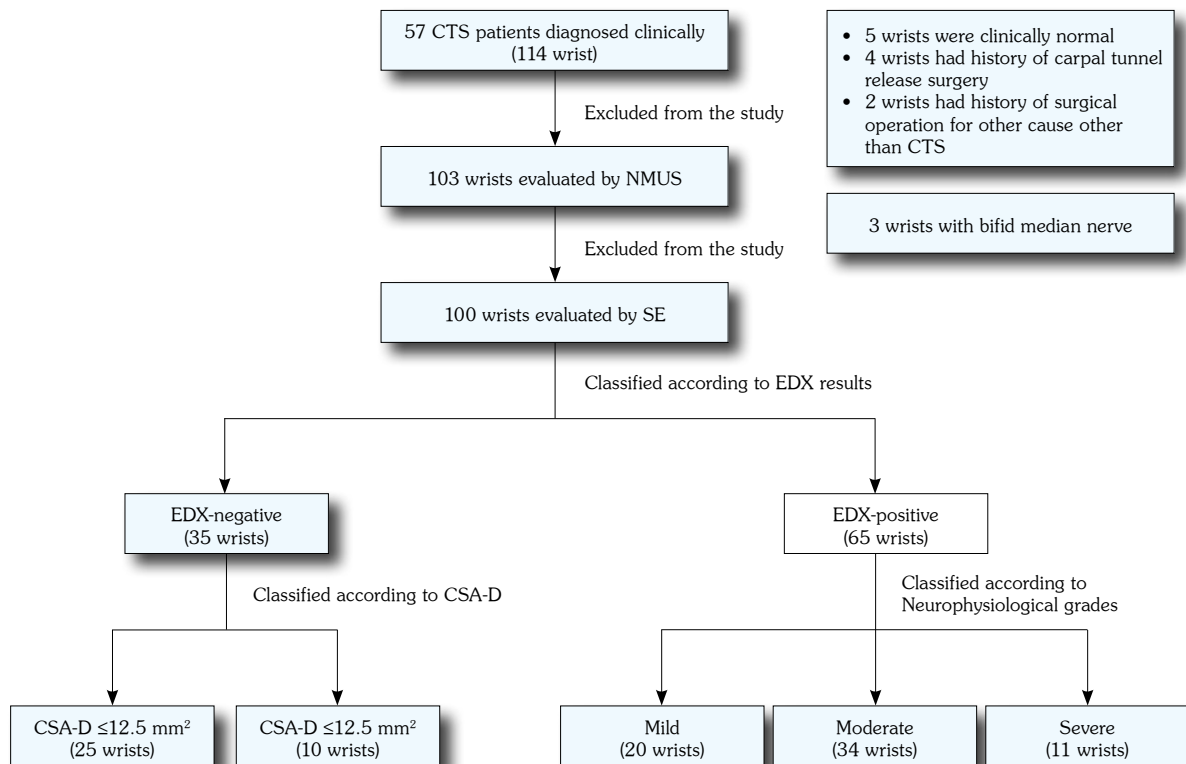 57 CTS patients diagnosed clinically
(114 wrist)
• 5 wrists were clinically normal
• 4 wrists had history of carpal tunnel
release surgery
• 2 wrists had history of surgical
operation for other cause other
than CTS
Excluded from the study
103 wrists evaluated by NMUS
3 wrists with bifid median nerve
Excluded from the study
100 wrists evaluated by SE
Classified according to EDX results
EDX-negative
(35 wrists)
EDX-positive
(65 wrists)
Classified according to CSA-D
Classified according to
Neurophysiological grades
CSA-D ≤12.5 mm²
(25 wrists)
CSA-D ≤12.5 mm²
(10 wrists)
Mild
(20 wrists)
Moderate
(34 wrists)
Severe
(11 wrists)